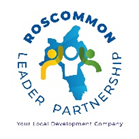 ROSCOMMON
LEADER PARTNERSHIP
Your Local Development Company